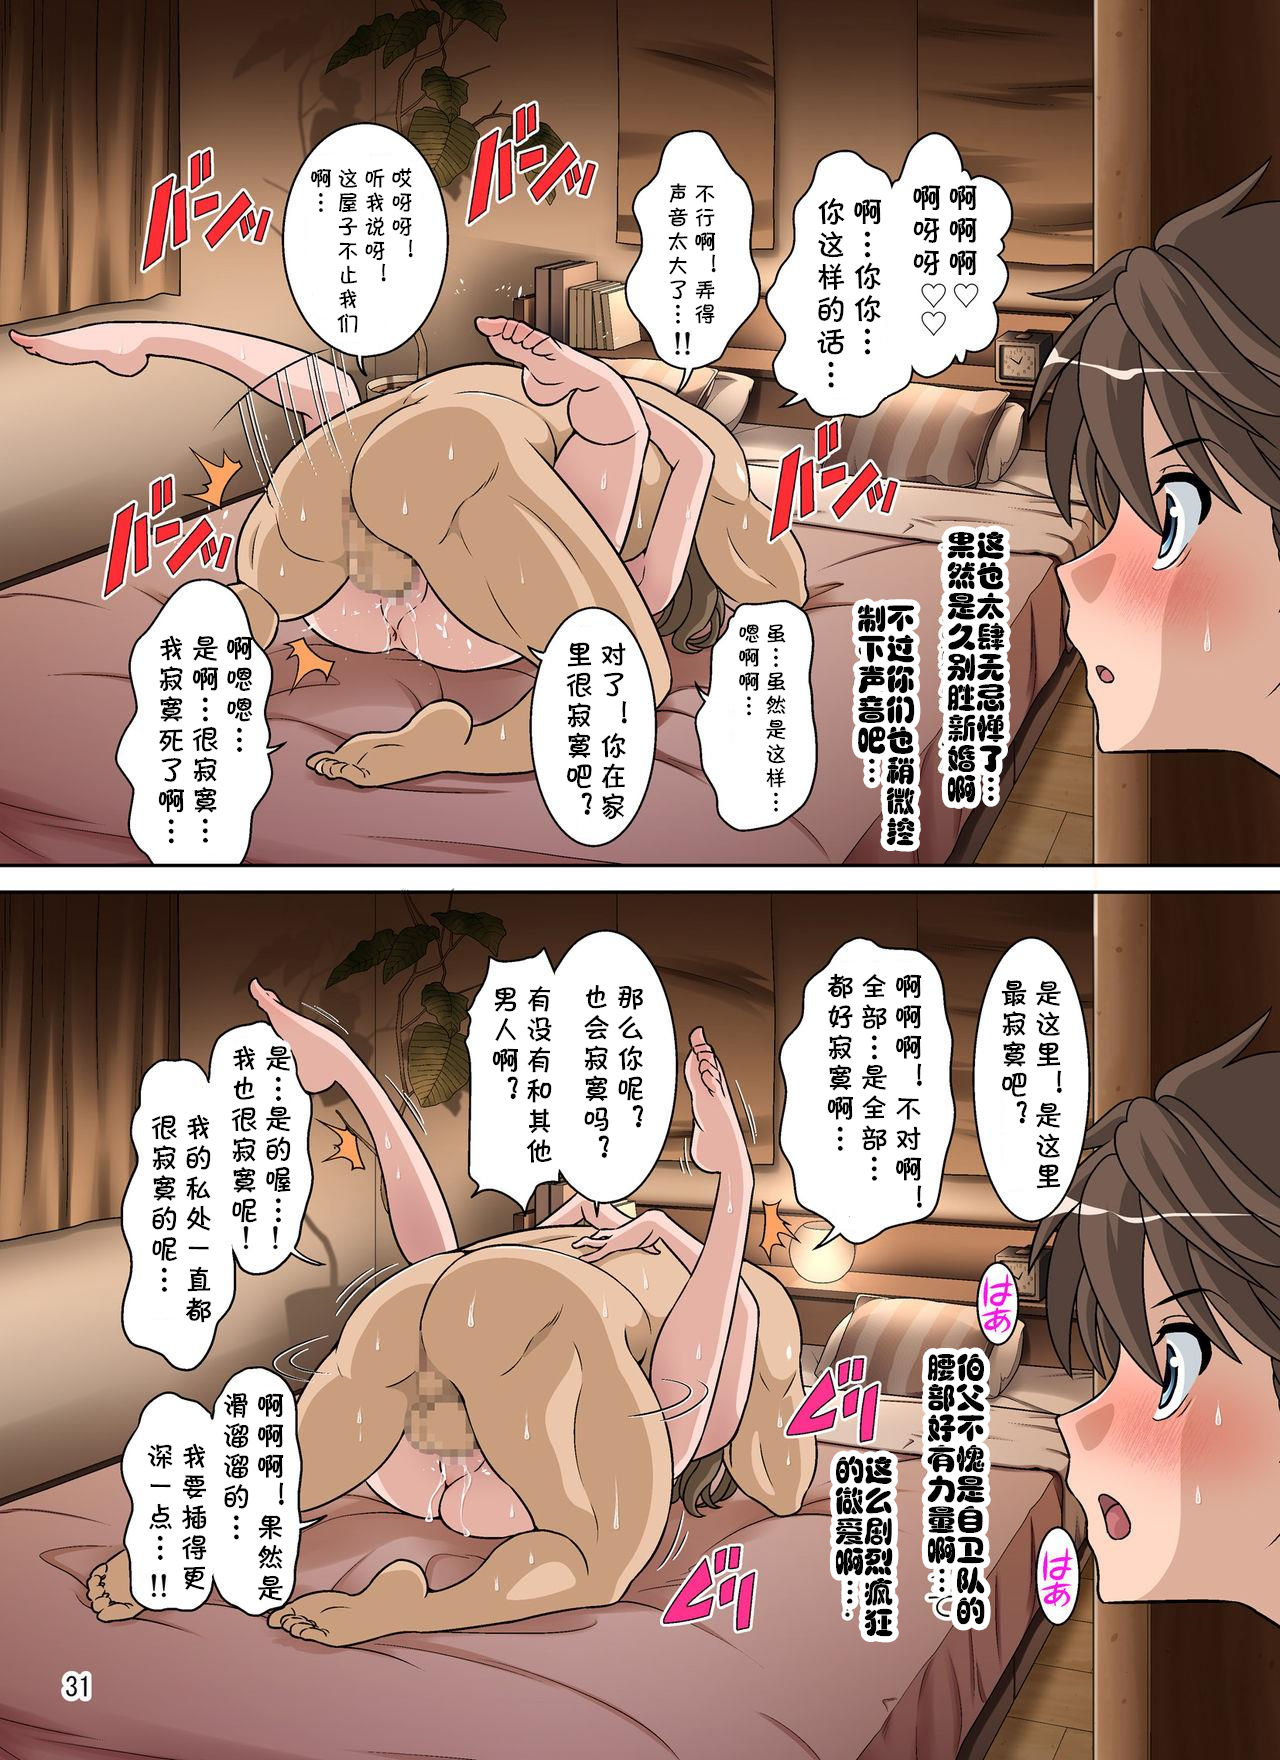 啊啊啊♡♡
啊呀呀♡♡
啊…你你…
你这样的话…
不行啊！弄得
声音太大了…!!
哎呀呀！
听我说呀！
这屋子不止我们
啊…
バンッ
バンッ
バンッ
バンッ
这也太肆无忌惮了…
果然是久别胜新婚啊
不过你们也稍微控
制下声音吧…
虽…虽然是这样…
嗯啊啊…
对了！你在家
里很寂寞吧？
啊嗯嗯…
是啊…很寂寞…
我寂寞死了啊…
是这里！是这里
最寂寞吧？
啊啊啊！不对啊！
全部…是全部…
都好寂寞啊…
那么你呢？
也会寂寞吗？
有没有和其他
男人啊？
是…是的喔…！
我也很寂寞呢！
我的私处一直都
很寂寞的呢…
はあ
伯父不愧是自卫队的
腰部好有力量啊…
这么剧烈疯狂
的做爱啊…
はあ
啊啊啊！果然是
滑溜溜的…
我要插得更
深一点…!!
31